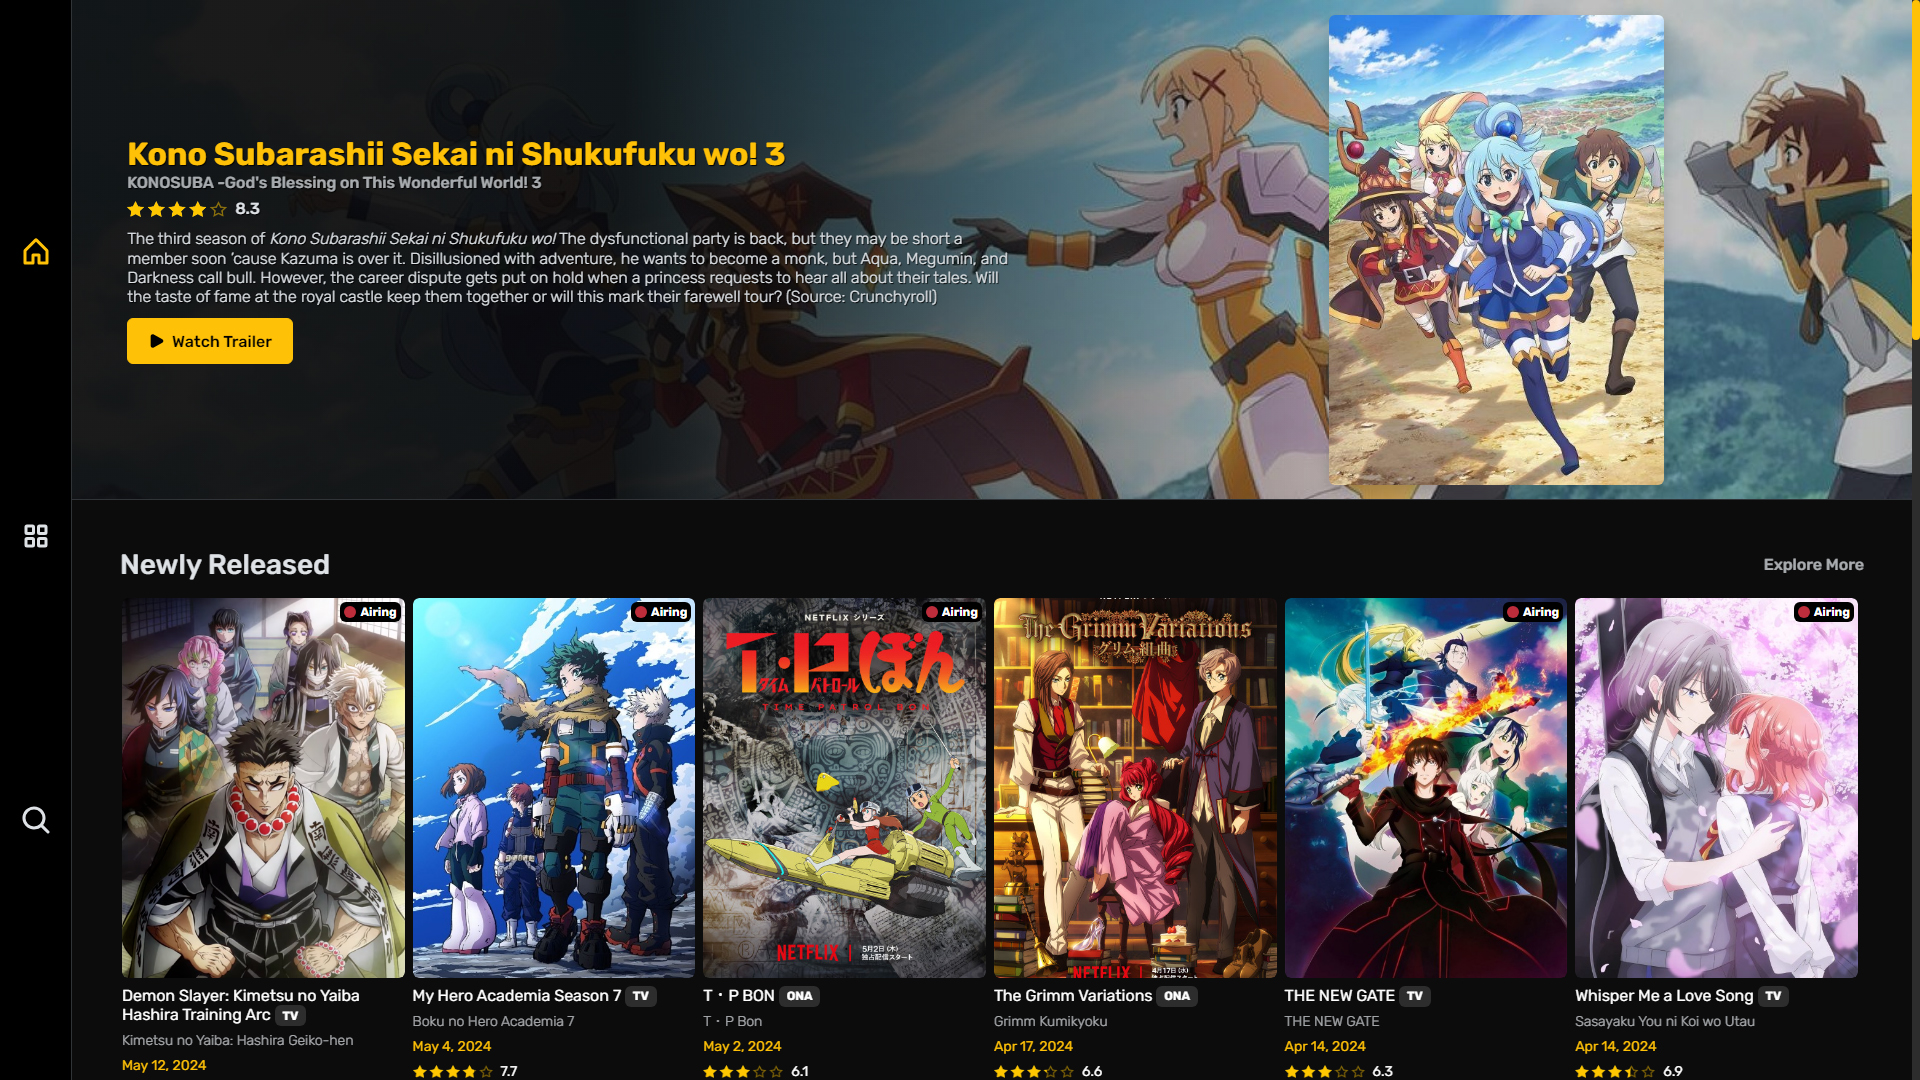 Kono Subarashii Sekai ni Shukufuku wo! 3
KONOSUBA -God's Blessing on This Wonderful World! 3
8.3
The third season of Kono Subarashii Sekai ni Shukufuku wo! The dysfunctional party is back, but they may be short a
member soon 'cause Kazuma is over it. Disillusioned with adventure, he wants to become a monk, but Aqua, Megumin, and
Darkness call bull. However, the career dispute gets put on hold when a princess requests to hear all about their tales. Will
the taste of fame at the royal castle keep them together or will this mark their farewell tour? (Source: Crunchyroll)
Watch Trailer
Newly Released
Explore More
Airing
Demon Slayer: Kimetsu no Yaiba
Hashira Training Arc TV
Kimetsu no Yaiba: Hashira Geiko-hen
May 12, 2024
Airing
My Hero Academia Season 7 TV
Boku no Hero Academia 7
May 4, 2024
7.7
Airing
NETFLIX シリーズ
T・Pぼん
タイム パトロール
TIME PATROL BON
NETFLIX
5月2日(木)
独占配信スタート
T・P BON ONA
T・P Bon
May 2, 2024
6.1
The Grimm Variations
グリム組曲
NETFLIX
4月17日(水)
The Grimm Variations ONA
Grimm Kumikyoku
Apr 17, 2024
6.6
Airing
THE NEW GATE TV
THE NEW GATE
Apr 14, 2024
6.3
Airing
Whisper Me a Love Song TV
Sasayaku You ni Koi wo Utau
Apr 14, 2024
6.9